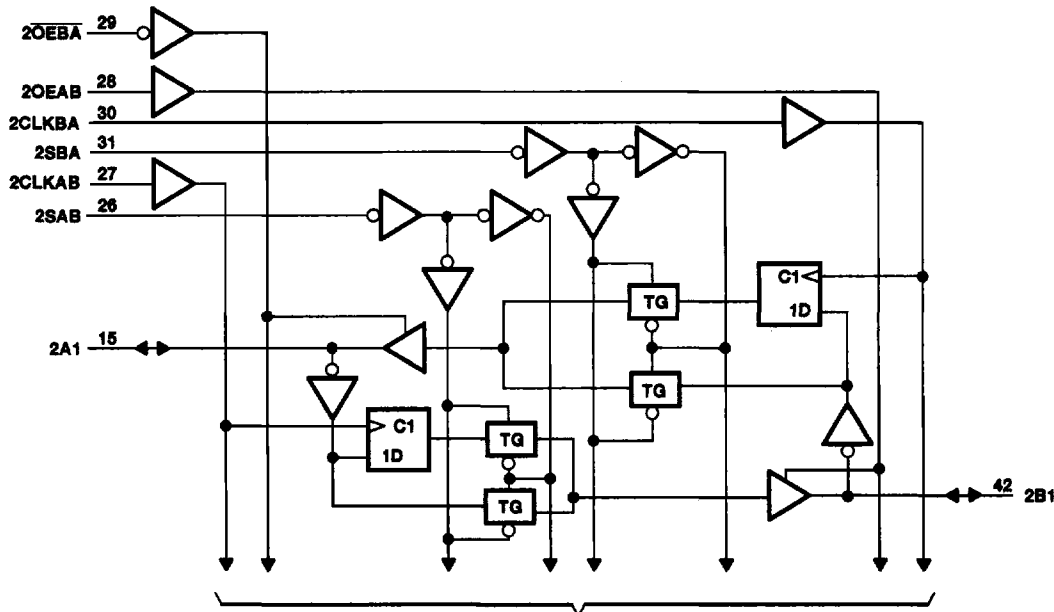 2O̅E̅B̅A̅ 29
2OEAB 28
2CLKBA 30
2SBA 31
2CLKAB 27
2SAB 26
C1
1D
TG
2A1 15
TG
C1
1D
TG
TG
42 2B1